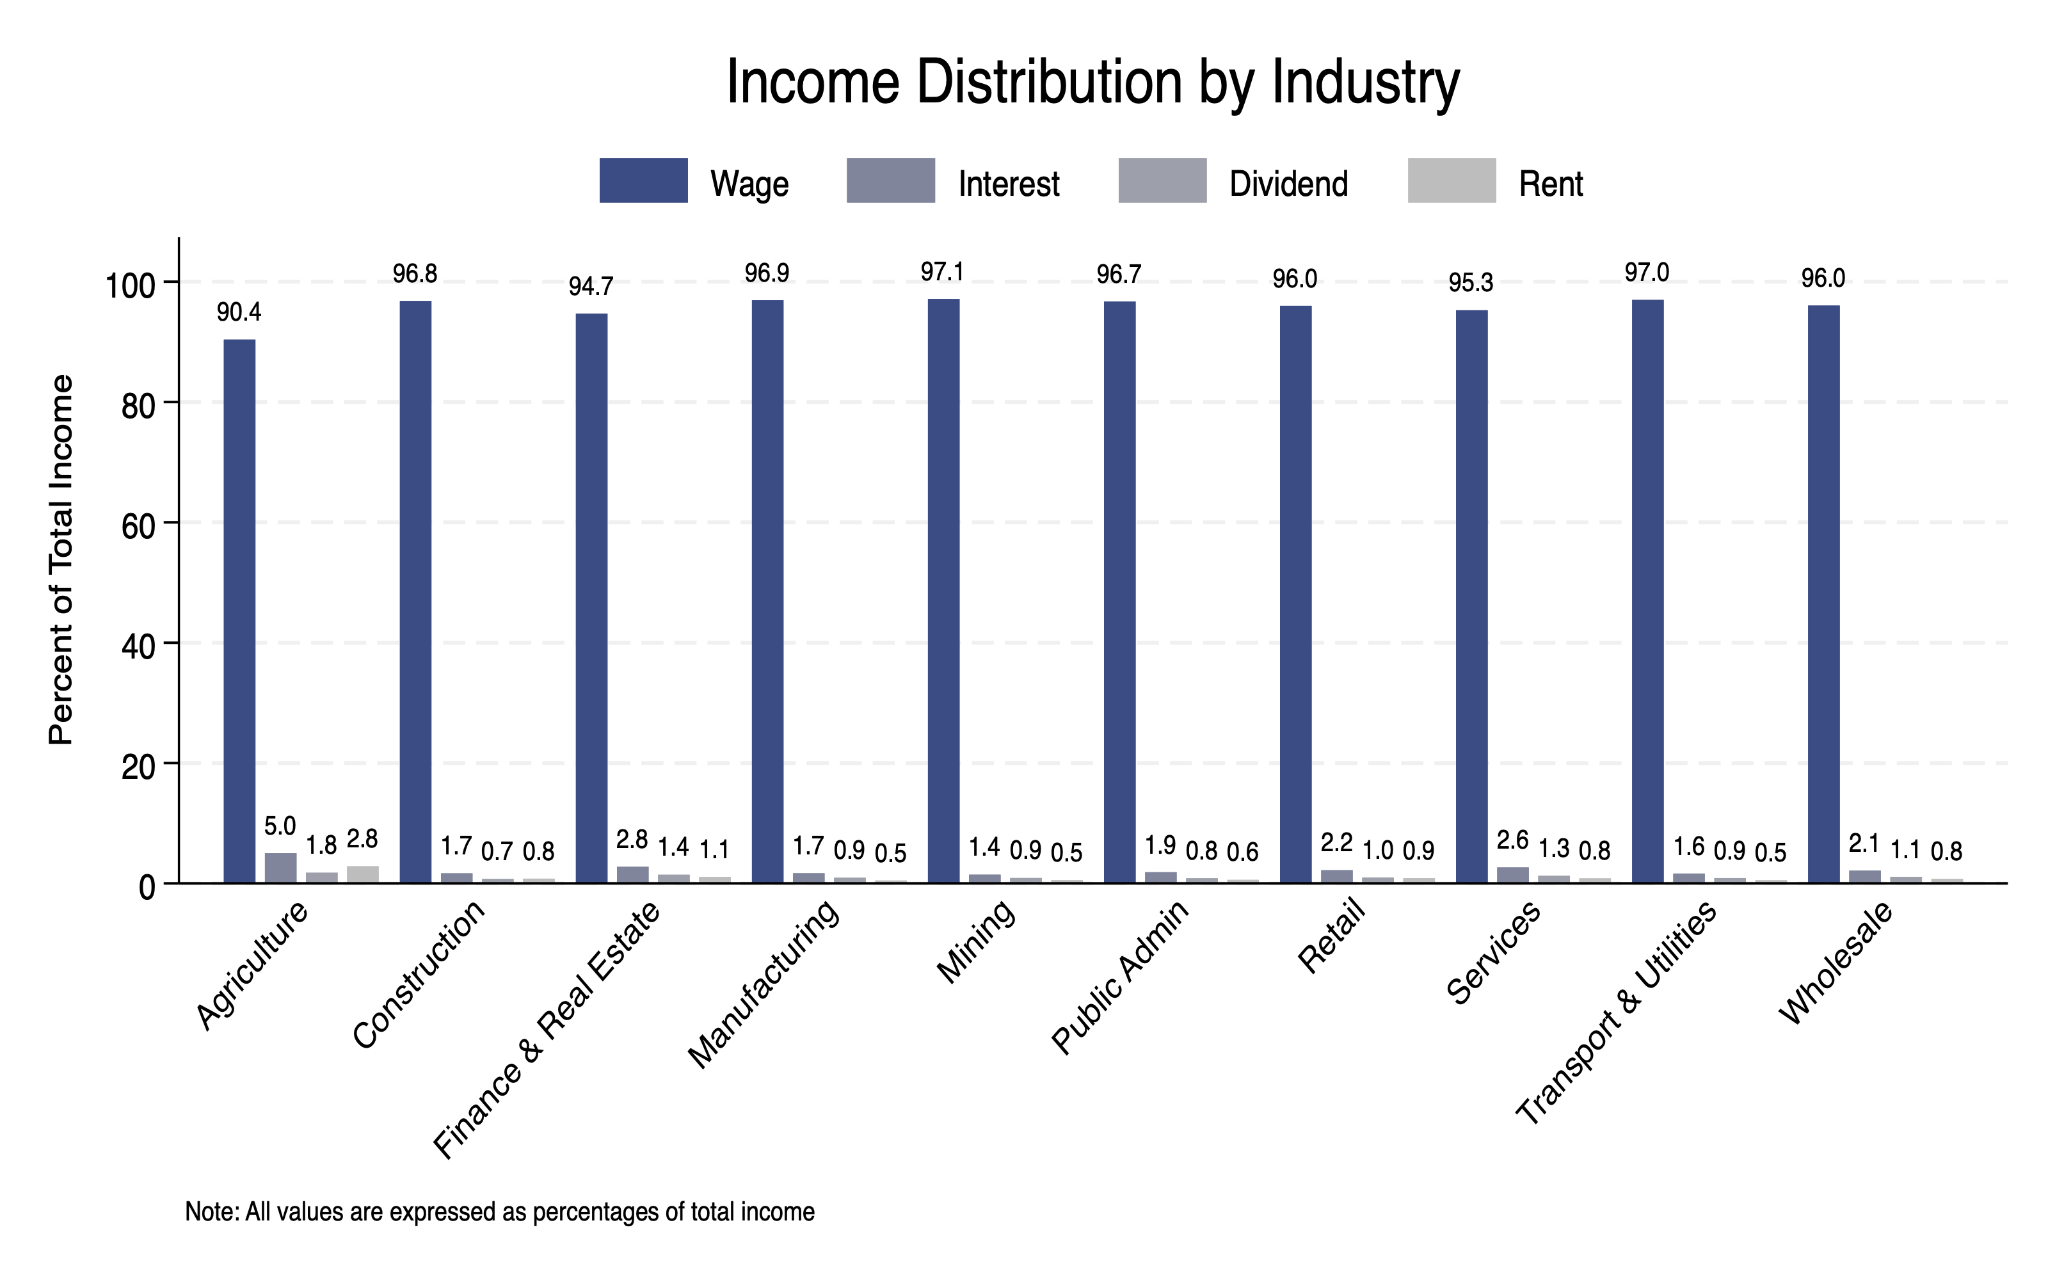 Income Distribution by Industry
Wage Interest Dividend Rent
Percent of Total Income
100
80
60
40
20
0
90.4 5.0 1.8 2.8
96.8 1.7 0.7 0.8
94.7 2.8 1.4 1.1
96.9 1.7 0.9 0.5
97.1 1.4 0.9 0.5
96.7 1.9 0.8 0.6
96.0 2.2 1.0 0.9
95.3 2.6 1.3 0.8
97.0 1.6 0.9 0.5
96.0 2.1 1.1 0.8
Agriculture
Construction
Finance & Real Estate
Manufacturing
Mining
Public Admin
Retail
Services
Transport & Utilities
Wholesale
Note: All values are expressed as percentages of total income